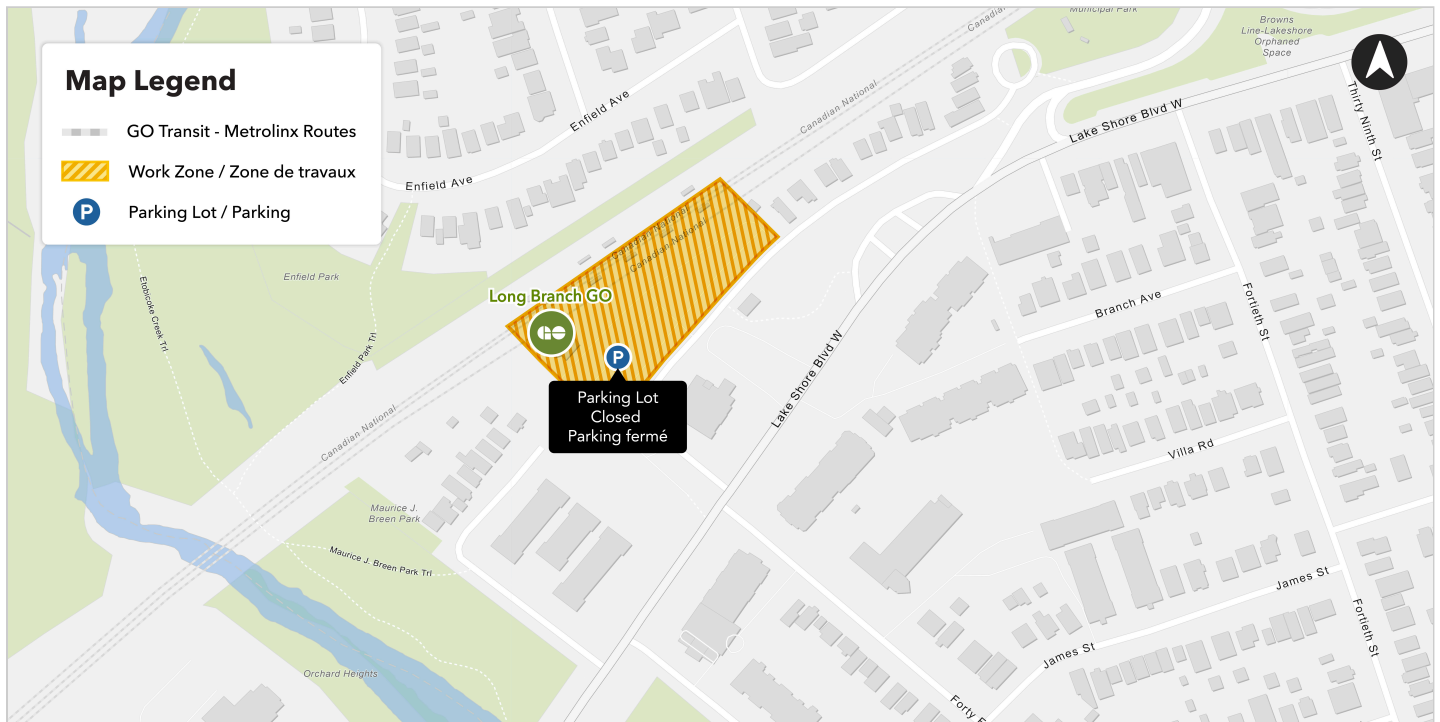 Municipal Park
Canadian
Browns
Line-Lakeshore
Orphaned
Space
Map Legend
GO Transit - Metrolinx Routes
Work Zone / Zone de travaux
P
Parking Lot / Parking
Enfield Ave
Canadian National
Lake Shore Blvd W
Thirty Ninth St
Enfield Ave
Canadian National
Canadian National
Enfield Park
Etobicoke Creek Trl
Enfield Park Trl
Long Branch GO
P
Parking Lot
Closed
Parking fermé
Branch Ave
Fortieth St
Lake Shore Blvd W
Canadian National
Villa Rd
Maurice J.
Breen Park
Maurice J. Breen Park Trl
James St
Fortieth St
James St
Orchard Heights
Forty